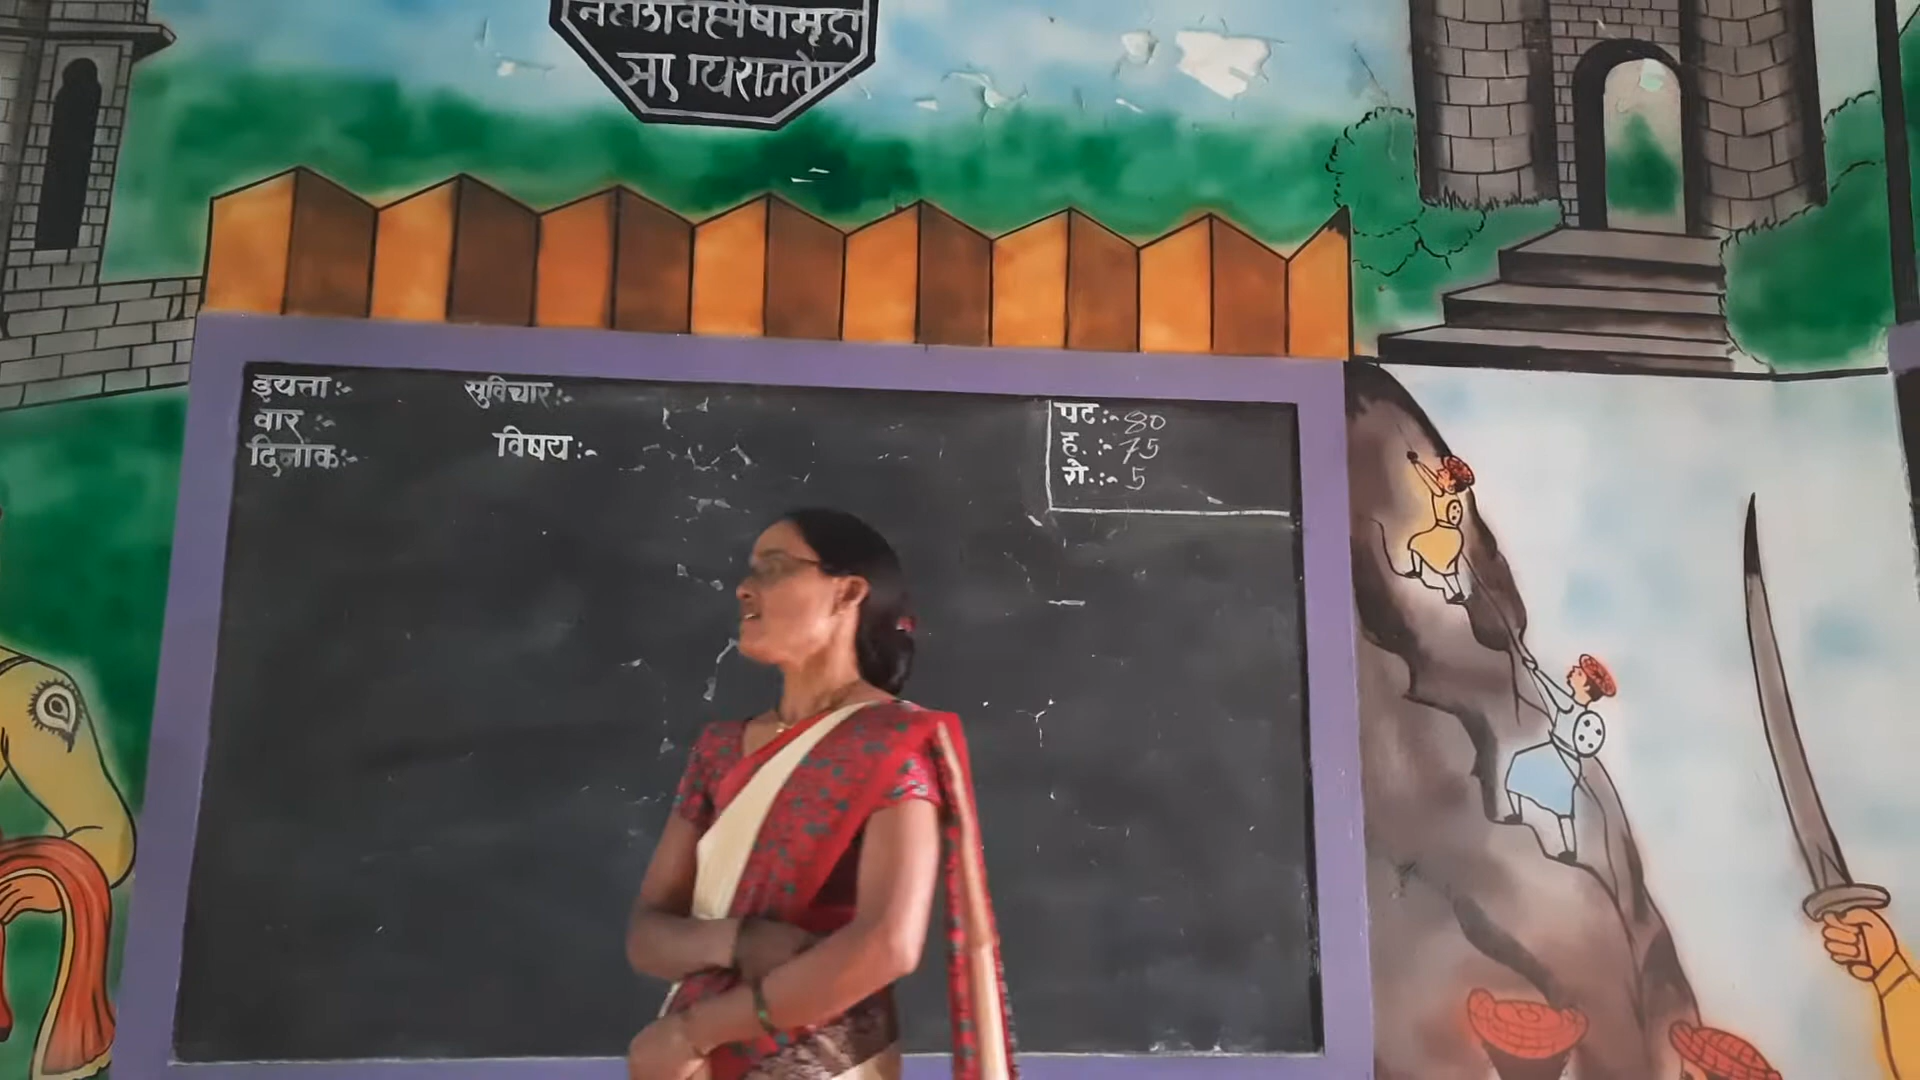 इयत्ता:-
सुविचार:-
वार :-
विषय:-
दिनांक:-
पट:- 80
ह. :- 75
गै.:- 5